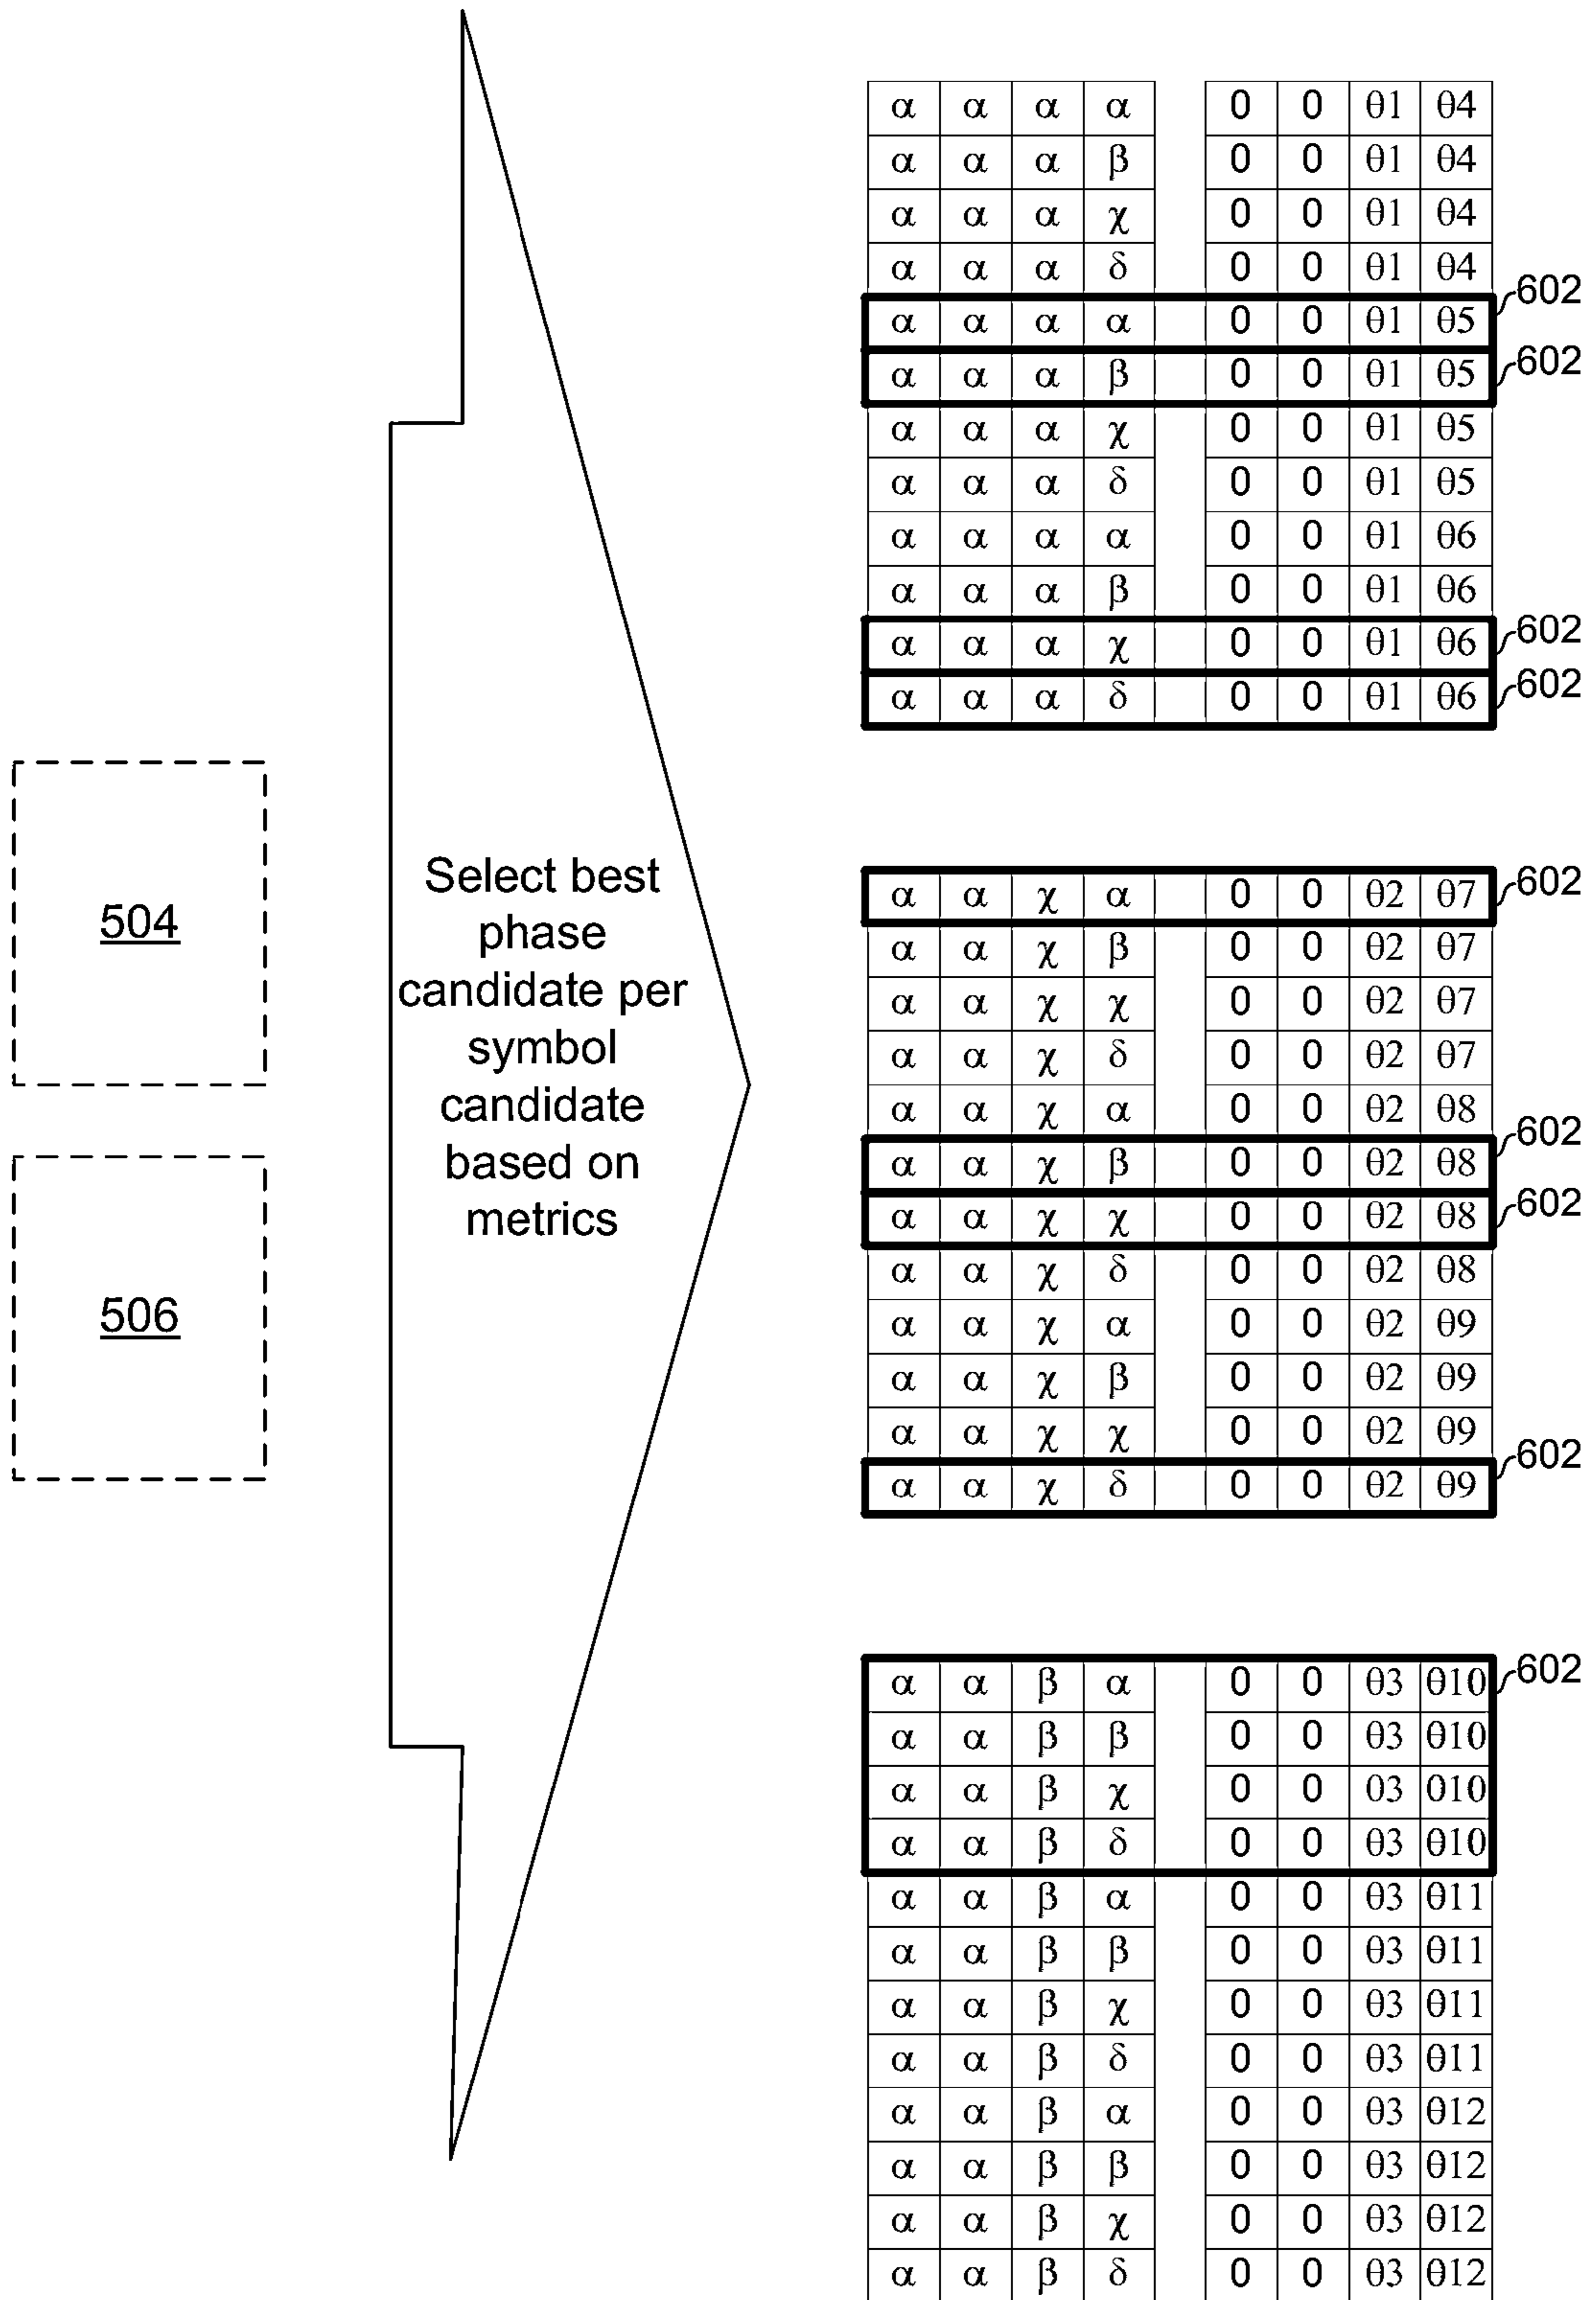 504
506
Select best
phase
candidate per
symbol
candidate
based on
metrics
α α α α 0 0 θ1 θ4
α α α β 0 0 θ1 θ4
α α α χ 0 0 θ1 θ4
α α α δ 0 0 θ1 θ4
α α α α 0 0 θ1 θ5 602
α α α β 0 0 θ1 θ5 602
α α α χ 0 0 θ1 θ5
α α α δ 0 0 θ1 θ5
α α α α 0 0 θ1 θ6
α α α β 0 0 θ1 θ6
α α α χ 0 0 θ1 θ6 602
α α α δ 0 0 θ1 θ6 602
α α χ α 0 0 θ2 θ7 602
α α χ β 0 0 θ2 θ7
α α χ χ 0 0 θ2 θ7
α α χ δ 0 0 θ2 θ7
α α χ α 0 0 θ2 θ8
α α χ β 0 0 θ2 θ8 602
α α χ χ 0 0 θ2 θ8 602
α α χ δ 0 0 θ2 θ8
α α χ α 0 0 θ2 θ9
α α χ β 0 0 θ2 θ9
α α χ χ 0 0 θ2 θ9
α α χ δ 0 0 θ2 θ9 602
α α β α 0 0 θ3 θ10 602
α α β β 0 0 θ3 θ10
α α β χ 0 0 θ3 θ10
α α β δ 0 0 θ3 θ10
α α β α 0 0 θ3 θ11
α α β β 0 0 θ3 θ11
α α β χ 0 0 θ3 θ11
α α β δ 0 0 θ3 θ11
α α β α 0 0 θ3 θ12
α α β β 0 0 θ3 θ12
α α β χ 0 0 θ3 θ12
α α β δ 0 0 θ3 θ12